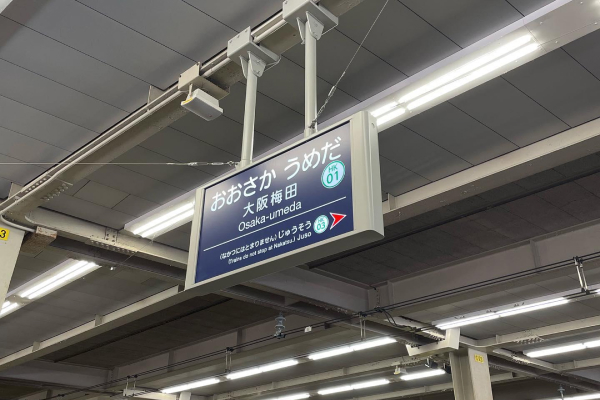 おおさか うめだ
HK
01
大阪梅田
Osaka-umeda
(なかつにはとまりません)じゅうそう
HK
03
(Trains do not stop at Nakatsu.) Juso
3